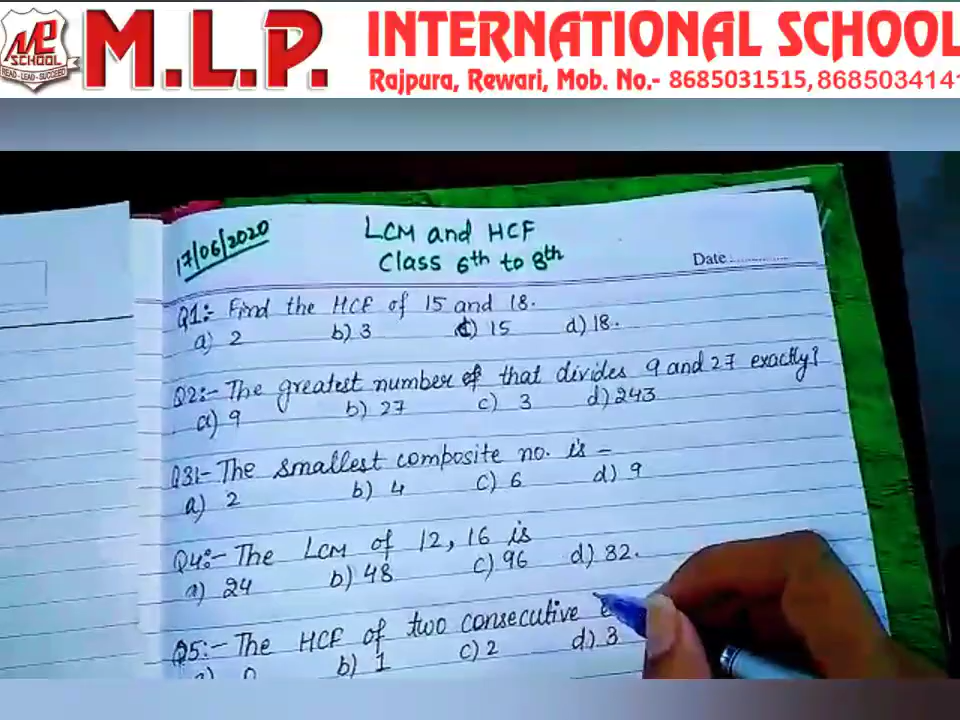 MLP
SCHOOL
READ-LEAD-SUCCEED
M.L.P. INTERNATIONAL SCHOOL
Rajpura, Rewari, Mob. No.- 8685031515, 868503414
17/06/2020
LCM and HCF
Class 6th to 8th
Date:..............
Q1:- Find the HCF of 15 and 18.
a) 2 b) 3 c) 15 d) 18.
Q2:- The greatest number of that divides 9 and 27 exactly?
a) 9 b) 27 c) 3 d) 243
Q3:- The smallest composite no. is -
a) 2 b) 4 c) 6 d) 9
Q4:- The LCM of 12, 16 is
a) 24 b) 48 c) 96 d) 32.
Q5:- The HCF of two consecutive
b) 1 c) 2 d) 3